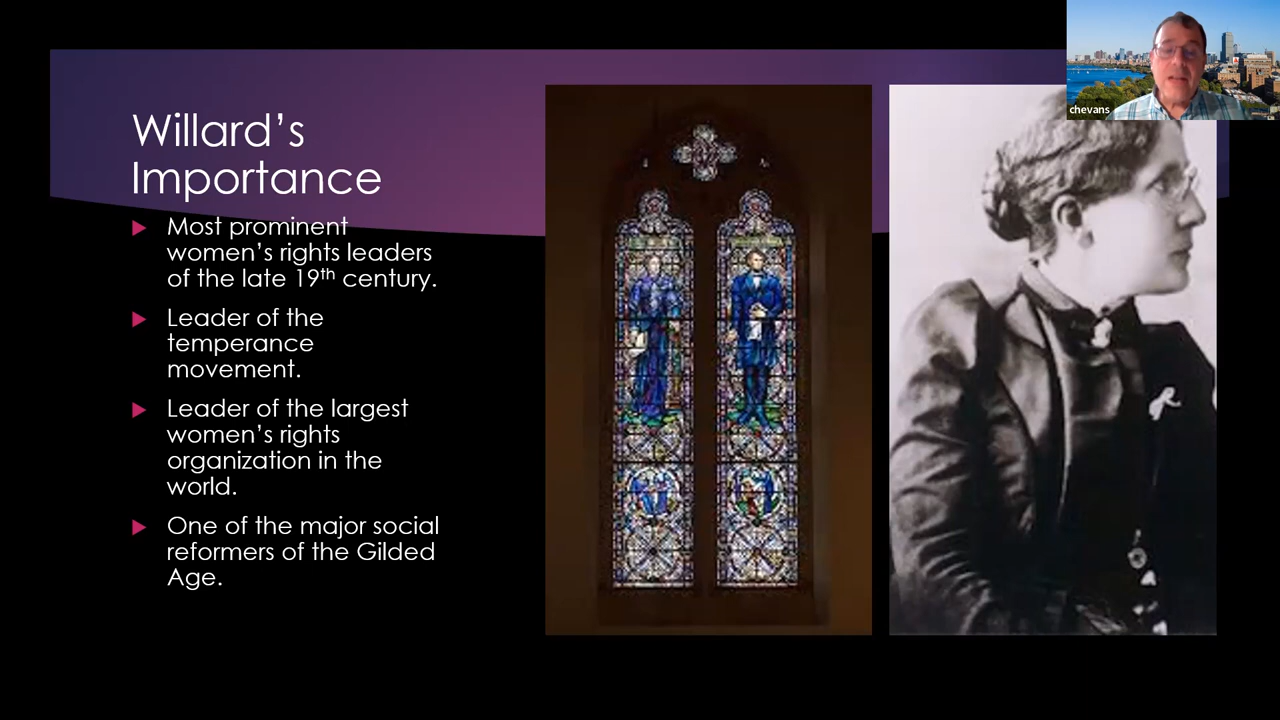 Willard’s
Importance
Most prominent
women’s rights leaders
of the late 19th century.
Leader of the
temperance
movement.
Leader of the largest
women’s rights
organization in the
world.
One of the major social
reformers of the Gilded
Age.
chevans